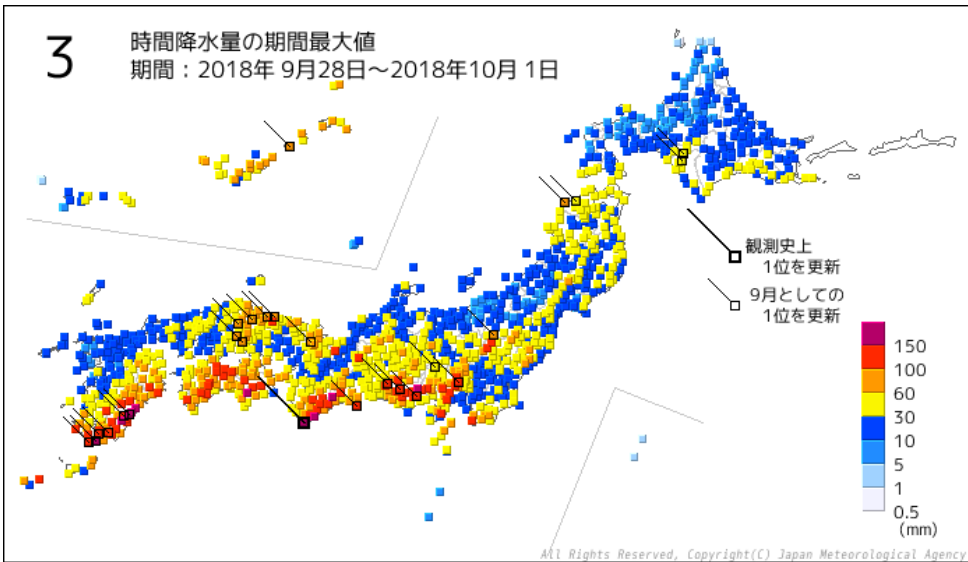 3
時間降水量の期間最大値
期間：2018年 9月28日～2018年10月 1日
観測史上
1位を更新
9月としての
1位を更新
150
100
60
30
10
5
1
0.5
(mm)
All Rights Reserved, Copyright(C) Japan Meteorological Agency